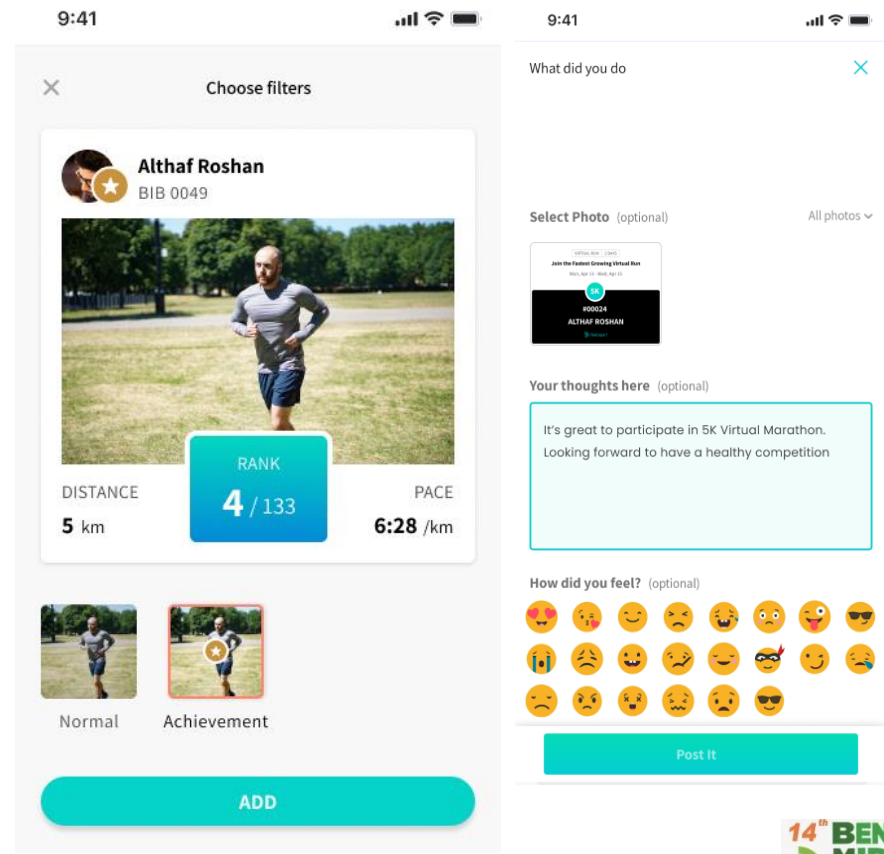 9:41
Choose filters
Althaf Roshan
BIB 0049
RANK
4 / 133
DISTANCE
5 km
PACE
6:28 /km
Normal
Achievement
ADD
9:41
What did you do
Select Photo (optional)
All photos
Join the Fastest Growing Virtual Run
5K
#00024
ALTHAF ROSHAN
Your thoughts here (optional)
It's great to participate in 5K Virtual Marathon.
Looking forward to have a healthy competition
How did you feel? (optional)
Post It
14th BEN